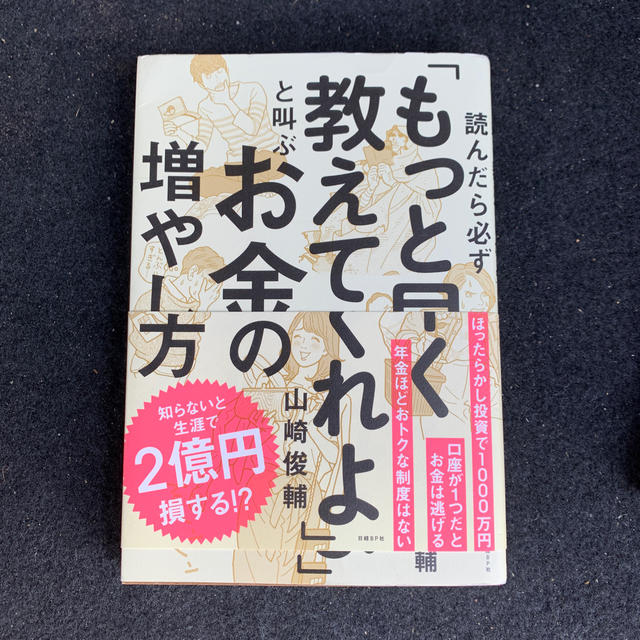 読んだら必ず
「もっと早く
教えてくれよ」
と叫ぶ
お金の
増やし方
山崎俊輔
ほったらかし投資で1000万円
口座が1つだと
お金は逃げる
年金ほどおトクな制度はない
知らないと
生涯で
2億円
損する!?
日経BP社
輔
BP社